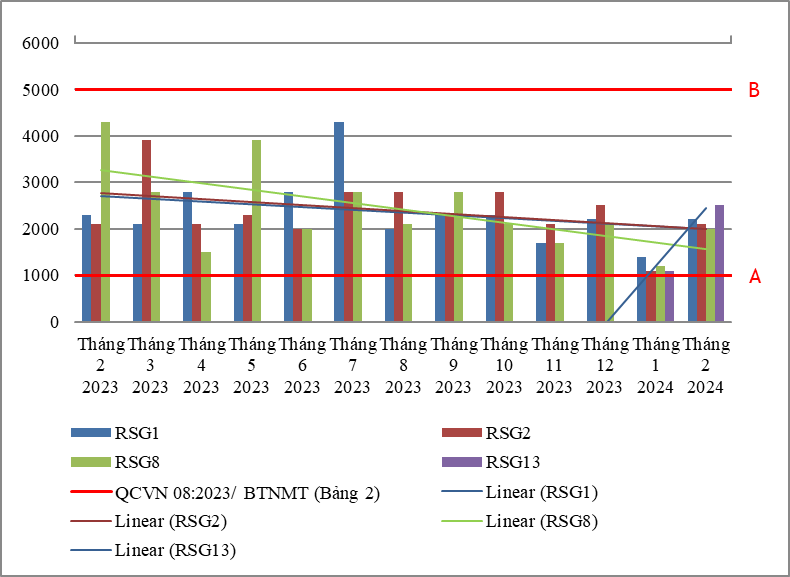 6000
5000
B
4000
3000
2000
1000
A
0
Tháng Tháng Tháng Tháng Tháng Tháng Tháng Tháng Tháng Tháng Tháng Tháng Tháng
2 3 4 5 6 7 8 9 10 11 12 1 2
2023 2023 2023 2023 2023 2023 2023 2023 2023 2023 2023 2024 2024
RSG1 RSG2
RSG8 RSG13
QCVN 08:2023/ BTNMT (Bảng 2) Linear (RSG1)
Linear (RSG2) Linear (RSG8)
Linear (RSG13)